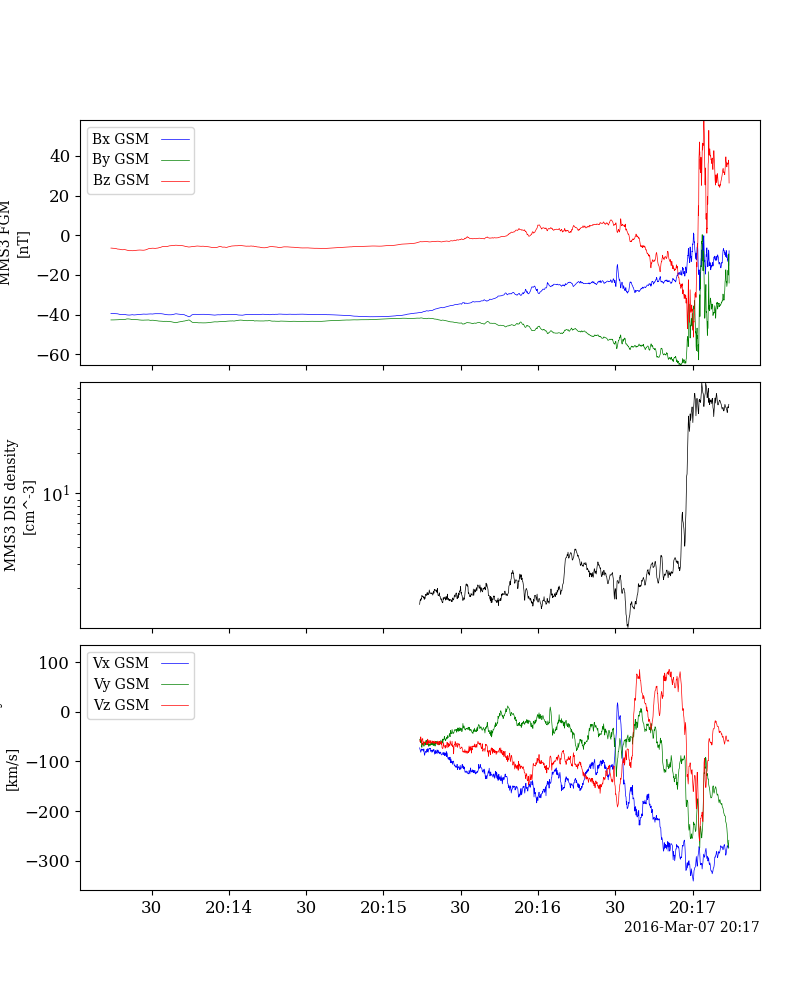 MMS3 FGM
[nT]
40
20
0
−20
−40
−60
Bx GSM
By GSM
Bz GSM
MMS3 DIS density
[cm^-3]
10^1
[km/s]
100
0
−100
−200
−300
Vx GSM
Vy GSM
Vz GSM
30 20:14 30 20:15 30 20:16 30 20:17
2016-Mar-07 20:17